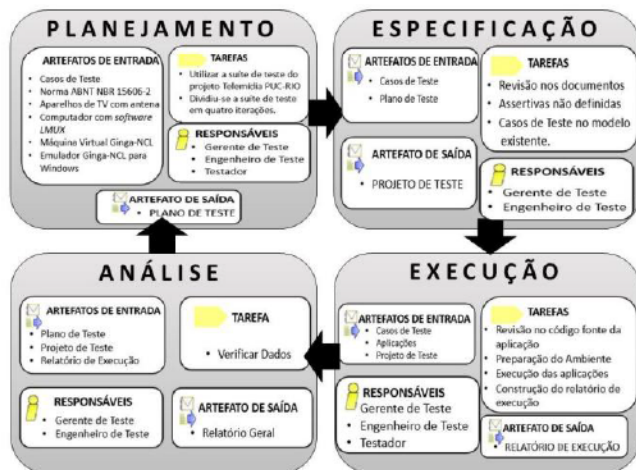 PLANEJAMENTO
ARTEFATOS DE ENTRADA
• Casos de Teste
• Norma ABNT NBR 15606-2
• Aparelhos de TV com antena
• Computador com software
LMUX
• Máquina Virtual Ginga-NCL
• Emulador Ginga-NCL para
Windows
TAREFAS
• Utilizar a suíte de teste do
projeto Telemídia PUC-RIO
• Dividiu-se a suíte de teste
em quatro iterações.
RESPONSÁVEIS
• Gerente de Teste
• Engenheiro de Teste
• Testador
ARTEFATO DE SAÍDA
• PLANO DE TESTE
ESPECIFICAÇÃO
ARTEFATOS DE ENTRADA
• Casos de Teste
• Plano de Teste
TAREFAS
• Revisão nos documentos
• Assertivas não definidas
• Casos de Teste no modelo
existente.
ARTEFATO DE SAÍDA
• PROJETO DE TESTE
RESPONSÁVEIS
• Gerente de Teste
• Engenheiro de Teste
ANÁLISE
ARTEFATOS DE ENTRADA
• Plano de Teste
• Projeto de Teste
• Relatório de Execução
TAREFA
• Verificar Dados
RESPONSÁVEIS
• Gerente de Teste
• Engenheiro de Teste
ARTEFATO DE SAÍDA
• Relatório Geral
EXECUÇÃO
ARTEFATOS DE ENTRADA
• Casos de Teste
• Aplicações
• Projeto de Teste
TAREFAS
• Revisão no código fonte da
aplicação
• Preparação do Ambiente
• Execução das aplicações
• Construção do relatório de
execução
RESPONSÁVEIS
Gerente de Teste
• Engenheiro de Teste
• Testador
ARTEFATO DE SAÍDA
• RELATÓRIO DE EXECUÇÃO